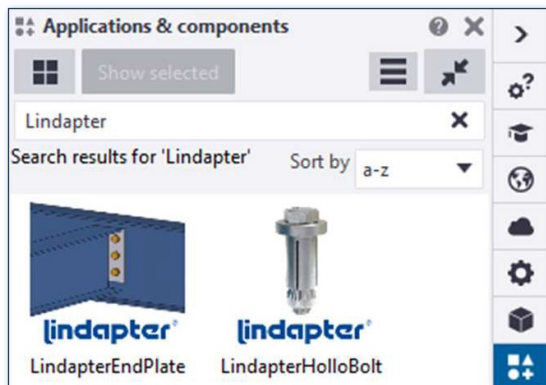 Applications & components
Show selected
Lindapter
Search results for 'Lindapter'
Sort by a-z
lindapter®
lindapter®
LindapterEndPlate
LindapterHolloBolt